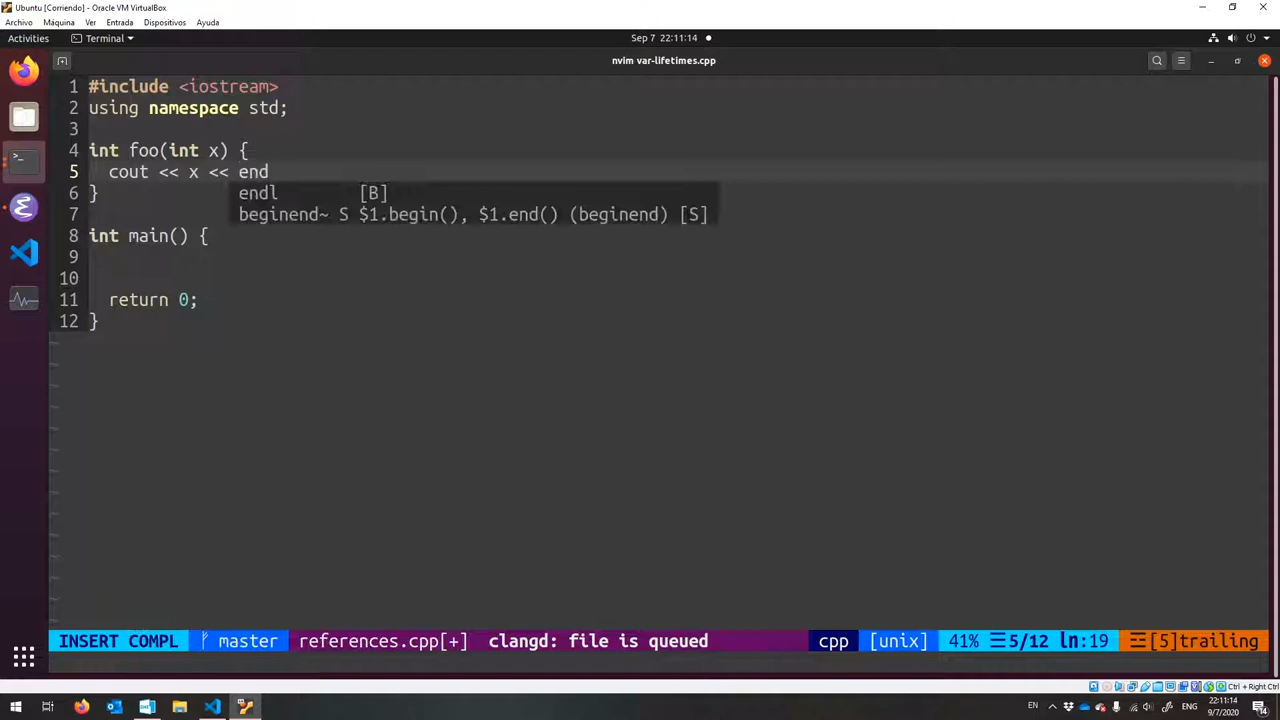 Ubuntu [Corriendo] - Oracle VM VirtualBox
Archivo Máquina Ver Entrada Dispositivos Ayuda
Activities Terminal Sep 7 22:11:14
nvim var-lifetimes.cpp
1 #include <iostream>
2 using namespace std;
3
4 int foo(int x) {
5 cout << x << end
6 } endl [B]
7 beginend~ S $1.begin(), $1.end() (beginend) [S]
8 int main() {
9
10
11 return 0;
12 }
INSERT COMPL master references.cpp[+] clangd: file is queued cpp [unix] 41% ☰5/12 ln:19 ☲[5]trailing
Ctrl + Right Ctrl
EN ENG 22:11:14
9/7/2020 14